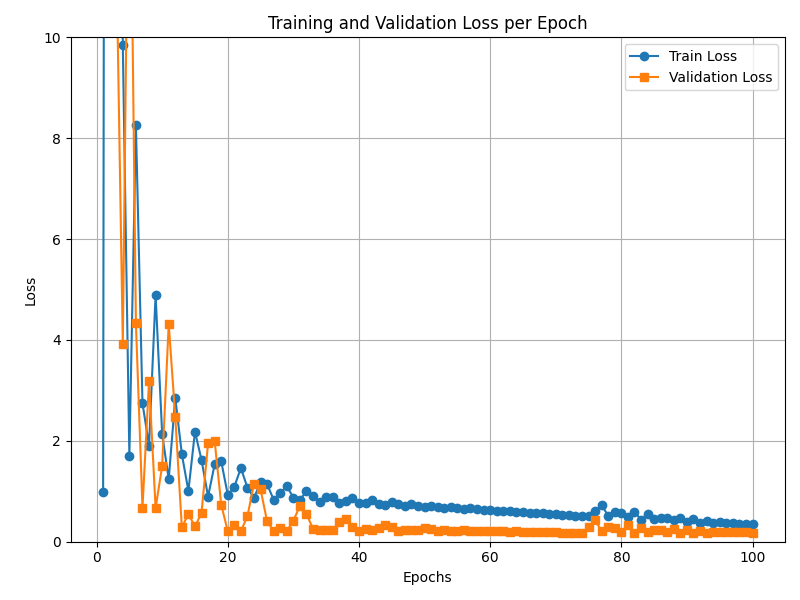 Training and Validation Loss per Epoch
Train Loss
Validation Loss
Loss
10
8
6
4
2
0
0 20 40 60 80 100
Epochs